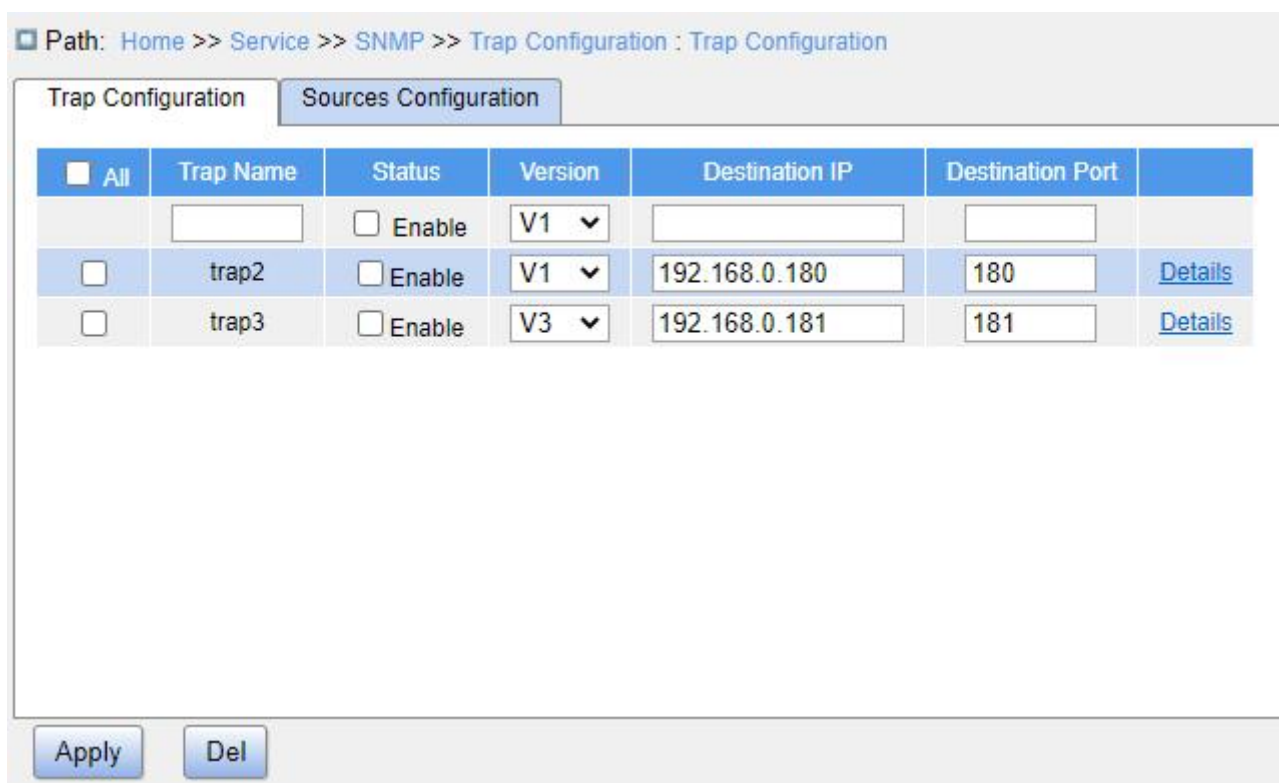 Path: Home >> Service >> SNMP >> Trap Configuration : Trap Configuration
Trap Configuration Sources Configuration
All Trap Name Status Version Destination IP Destination Port
Enable V1
trap2 Enable V1 192.168.0.180 180 Details
trap3 Enable V3 192.168.0.181 181 Details
Apply Del